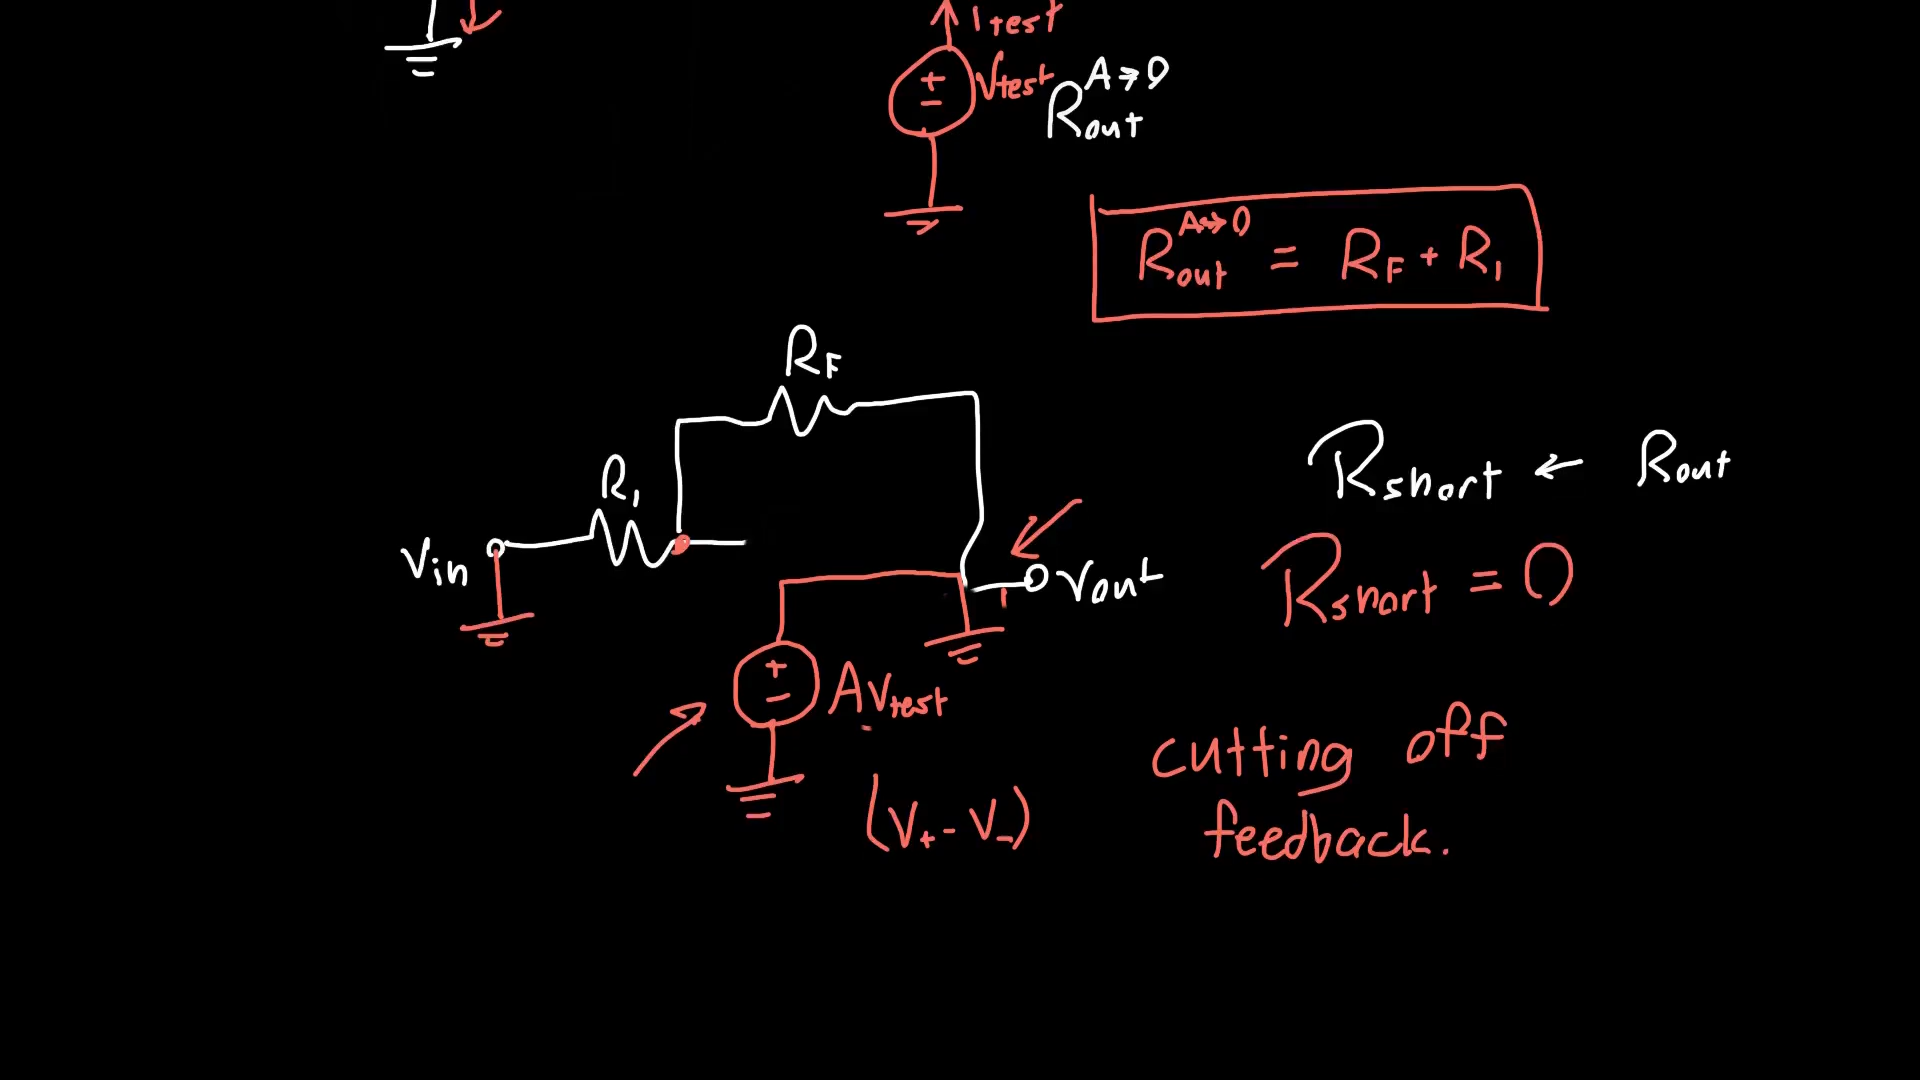 itest
+
−
Vtest
A→0
Rout
A→0
Rout = RF + R1
RF
R1
Vin
Vout
Rshort ← Rout
Rshort = 0
+
−
AVtest
(V+ - V-)
cutting off
feedback.